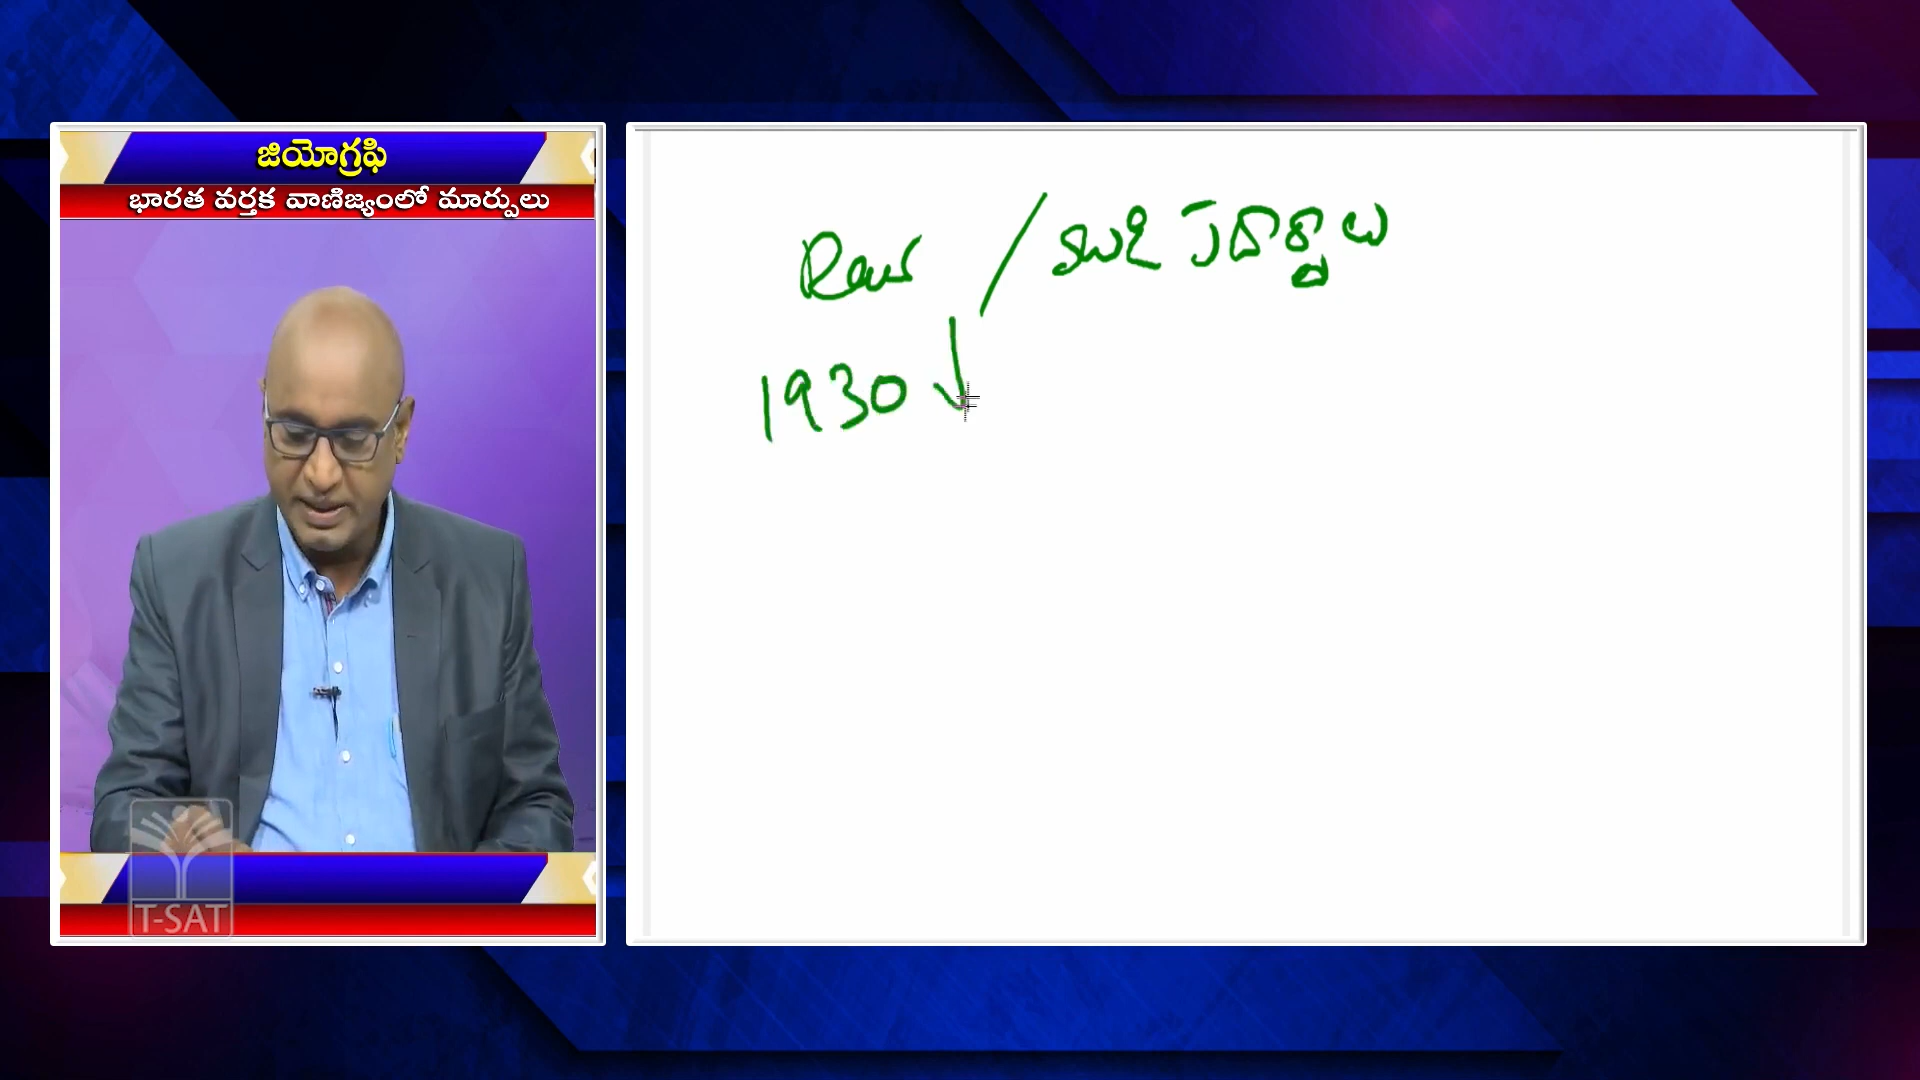 జియోగ్రఫి
భారత వర్తక వాణిజ్యంలో మార్పులు
Raw / ముడి పదార్థాలు
1930 ↓
T-SAT